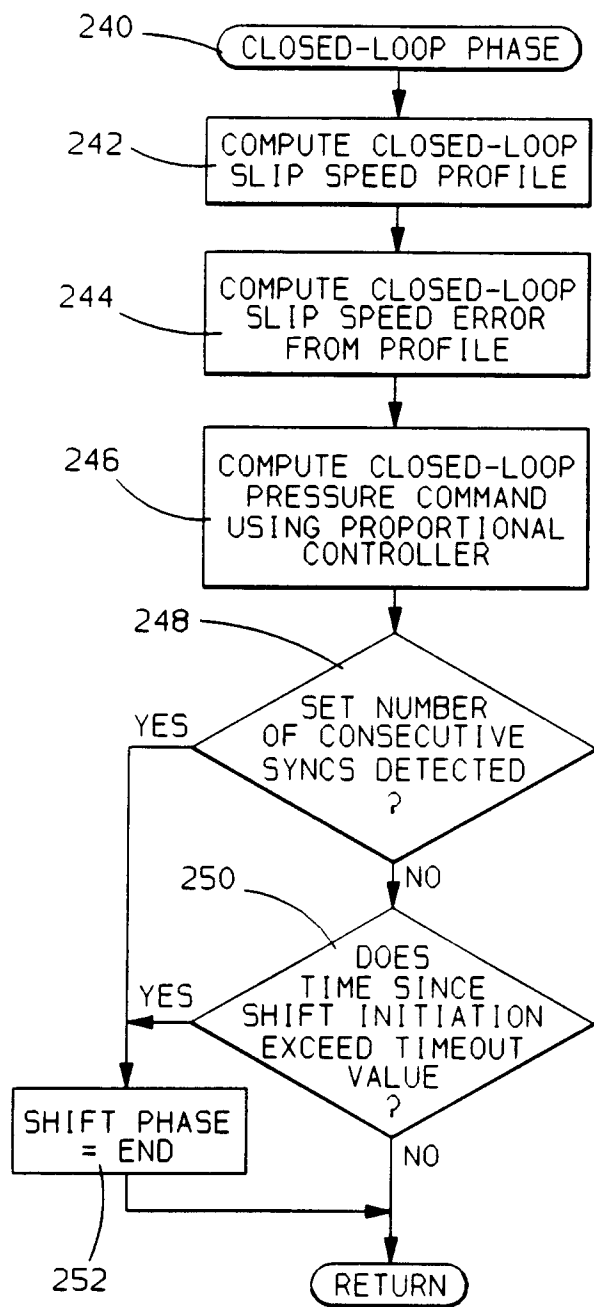 240
CLOSED-LOOP PHASE
242
COMPUTE CLOSED-LOOP
SLIP SPEED PROFILE
244
COMPUTE CLOSED-LOOP
SLIP SPEED ERROR
FROM PROFILE
246
COMPUTE CLOSED-LOOP
PRESSURE COMMAND
USING PROPORTIONAL
CONTROLLER
248
SET NUMBER
OF CONSECUTIVE
SYNCS DETECTED
?
YES
NO
250
DOES
TIME SINCE
SHIFT INITIATION
EXCEED TIMEOUT
VALUE
?
YES
NO
SHIFT PHASE
= END
252
RETURN